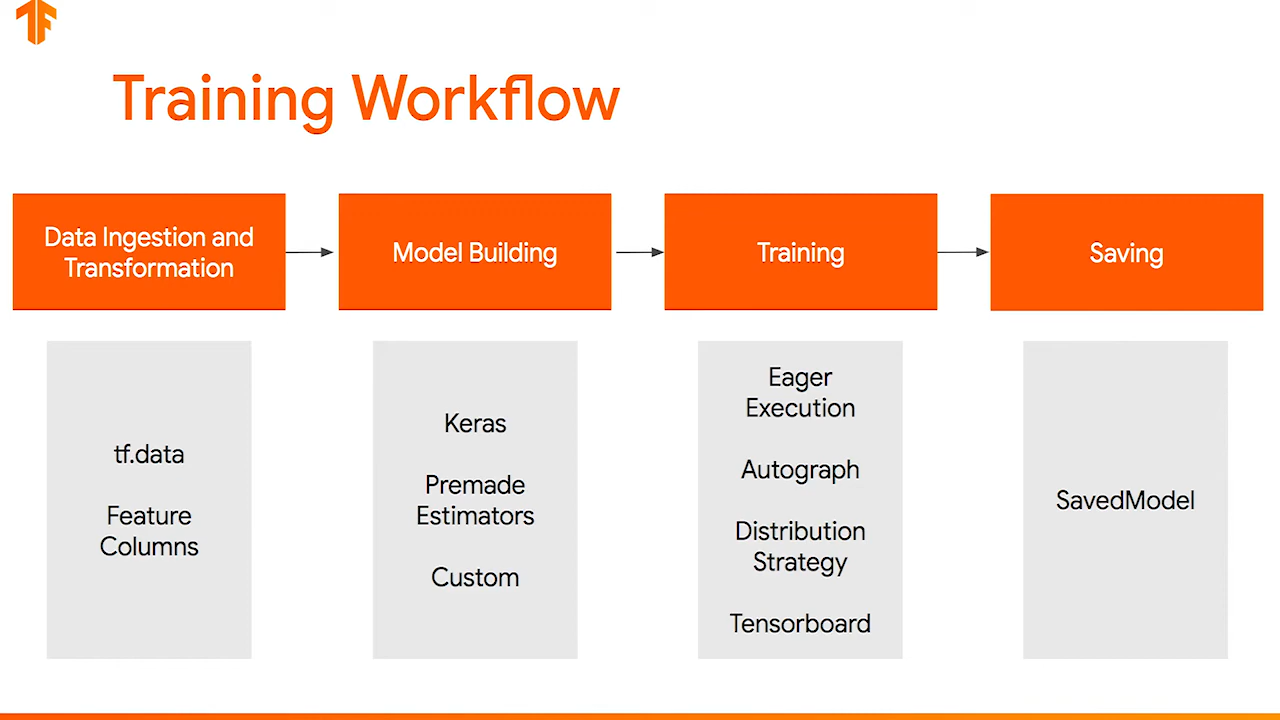 Training Workflow
Data Ingestion and
Transformation
Model Building
Training
Saving
tf.data
Feature
Columns
Keras
Premade
Estimators
Custom
Eager
Execution
Autograph
Distribution
Strategy
Tensorboard
SavedModel